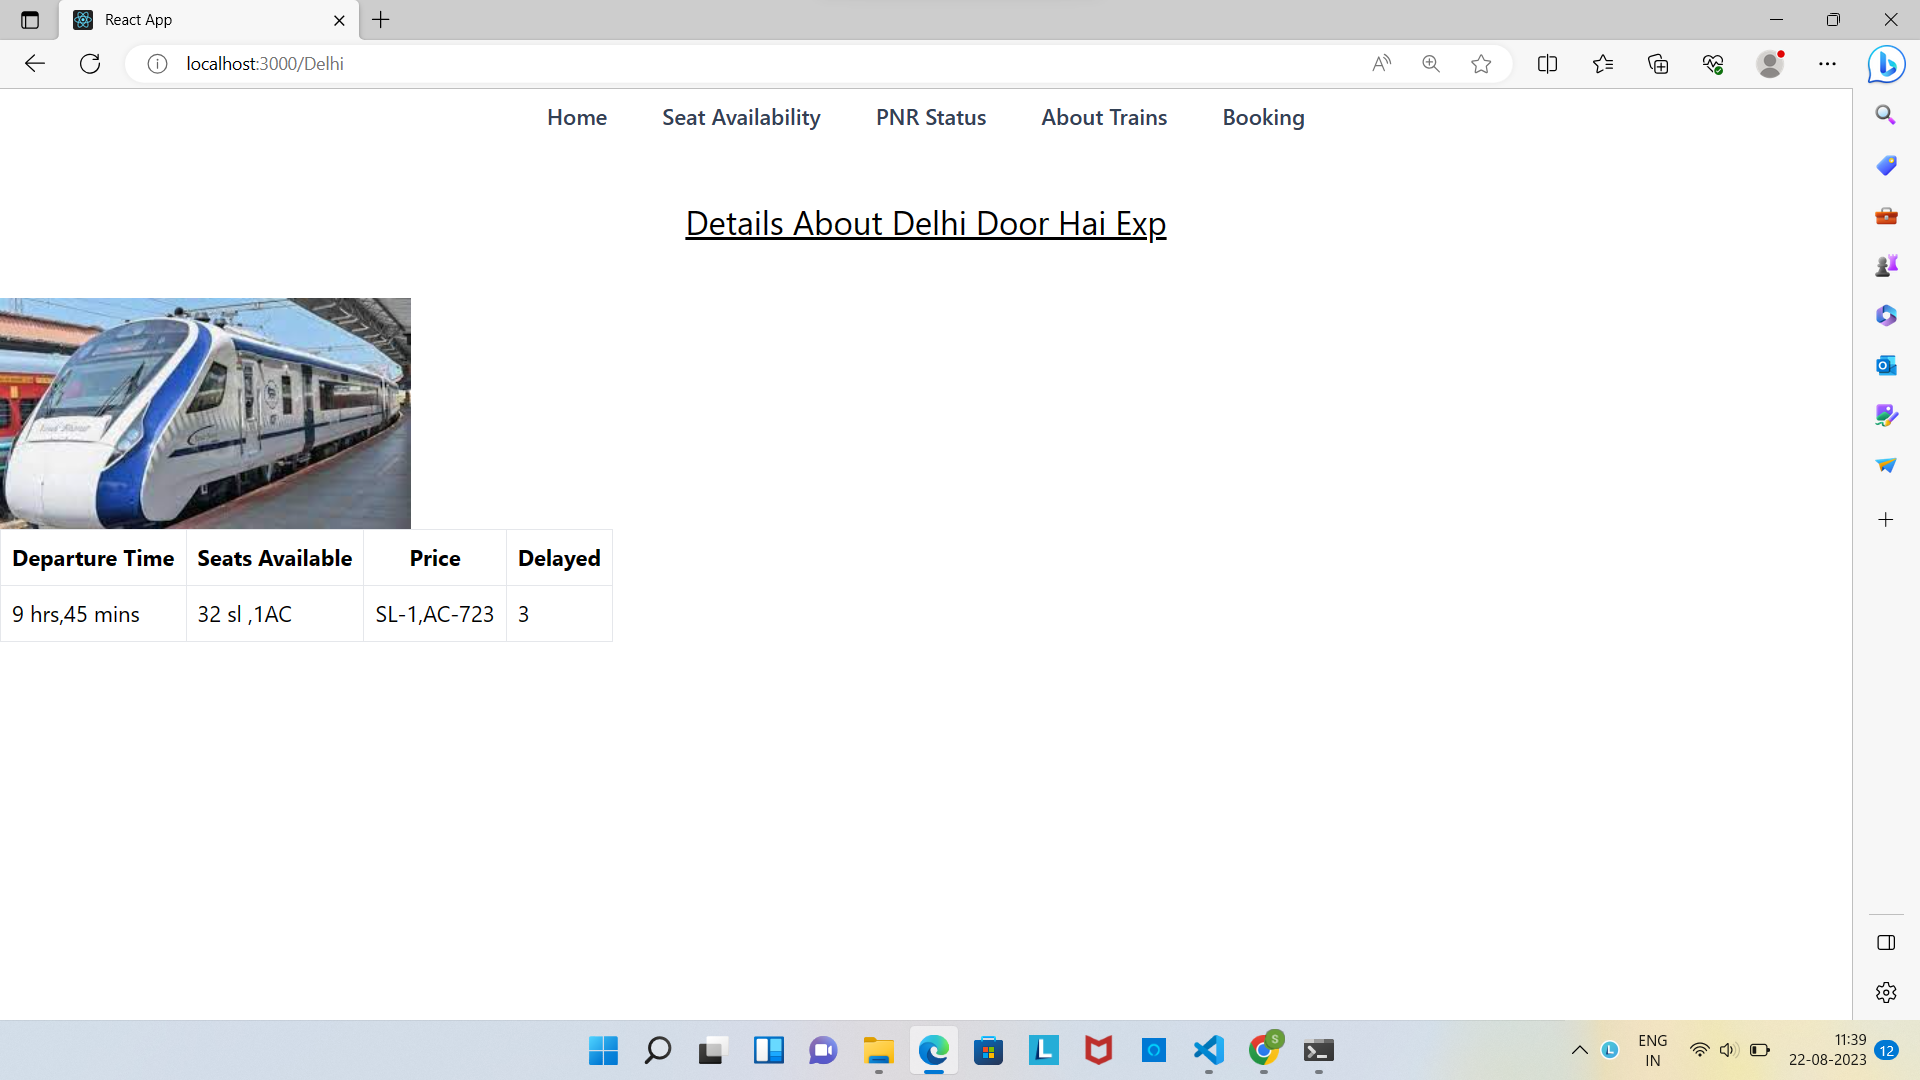 React App
localhost:3000/Delhi
Home Seat Availability PNR Status About Trains Booking
Details About Delhi Door Hai Exp
Departure Time Seats Available Price Delayed
9 hrs,45 mins 32 sl ,1AC SL-1,AC-723 3
ENG
IN
11:39
22-08-2023
12